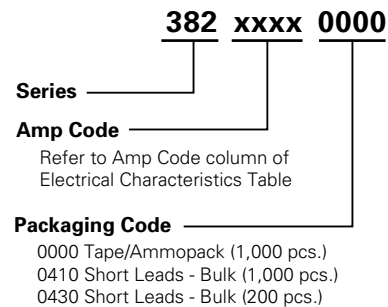 382 xxxx 0000
Series
Amp Code
Refer to Amp Code column of
Electrical Characteristics Table
Packaging Code
0000 Tape/Ammopack (1,000 pcs.)
0410 Short Leads - Bulk (1,000 pcs.)
0430 Short Leads - Bulk (200 pcs.)